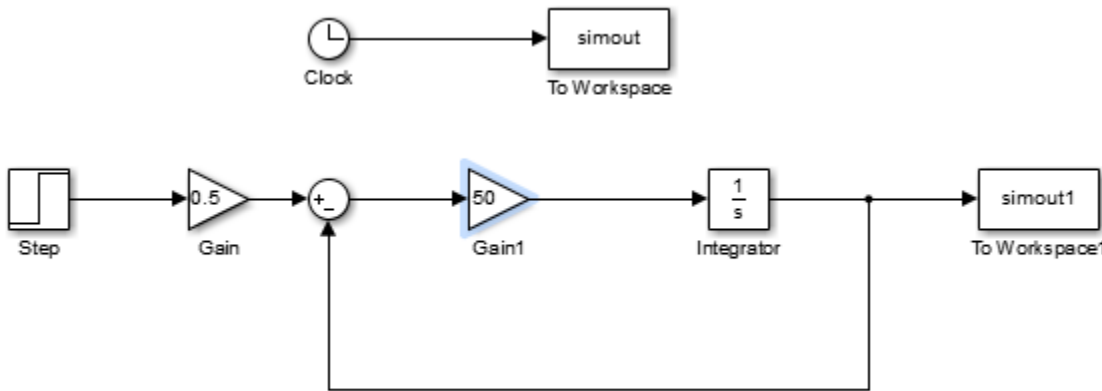 simout
Clock
To Workspace
0.5
+
-
50
1
s
simout1
Step
Gain
Gain1
Integrator
To Workspace1